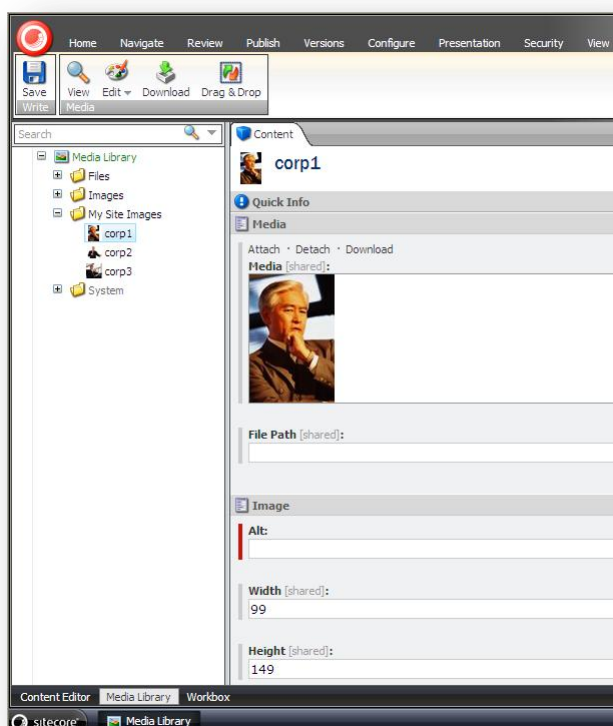 Home Navigate Review Publish Versions Configure Presentation Security View
Save View Edit Download Drag & Drop
Write Media
Search
Content
Media Library
Files
Images
My Site Images
corp1
corp2
corp3
System
corp1
Quick Info
Media
Attach · Detach · Download
Media [shared]:
File Path [shared]:
Image
Alt:
Width [shared]:
99
Height [shared]:
149
Content Editor Media Library Workbox
sitecore Media Library